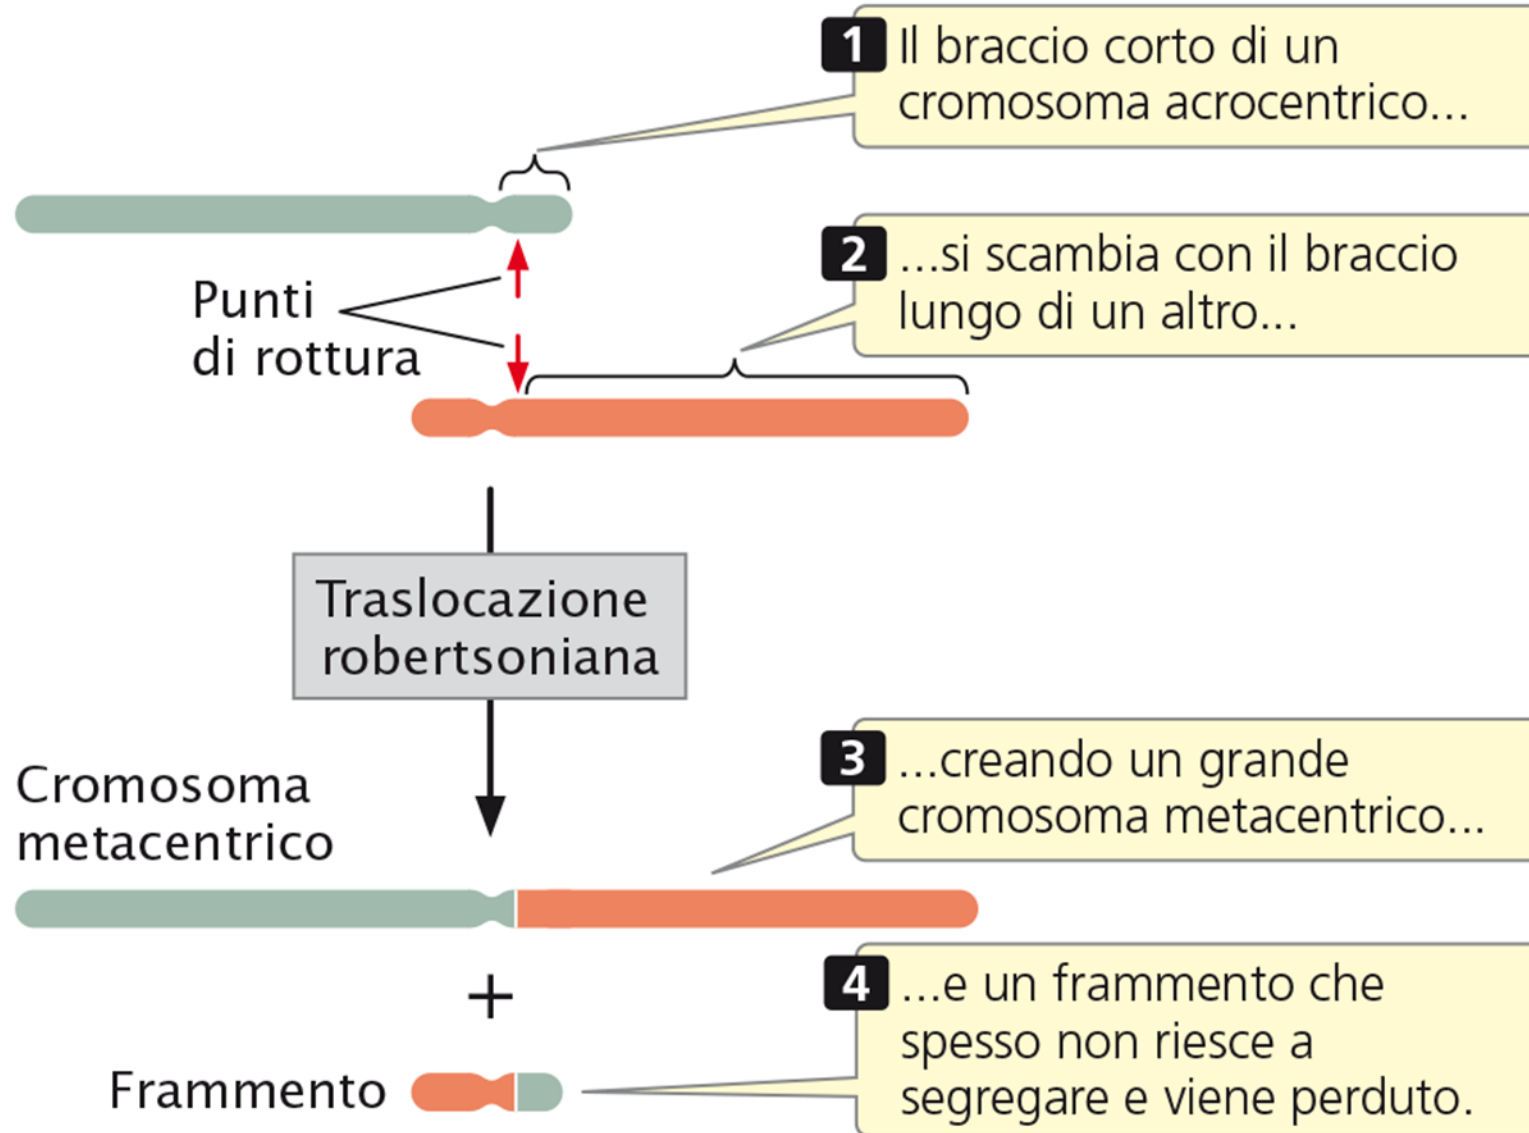 1 Il braccio corto di un
cromosoma acrocentrico...
2 ...si scambia con il braccio
lungo di un altro...
Punti
di rottura
Traslocazione
robertsoniana
3 ...creando un grande
cromosoma metacentrico...
Cromosoma
metacentrico
+
4 ...e un frammento che
spesso non riesce a
segregare e viene perduto.
Frammento